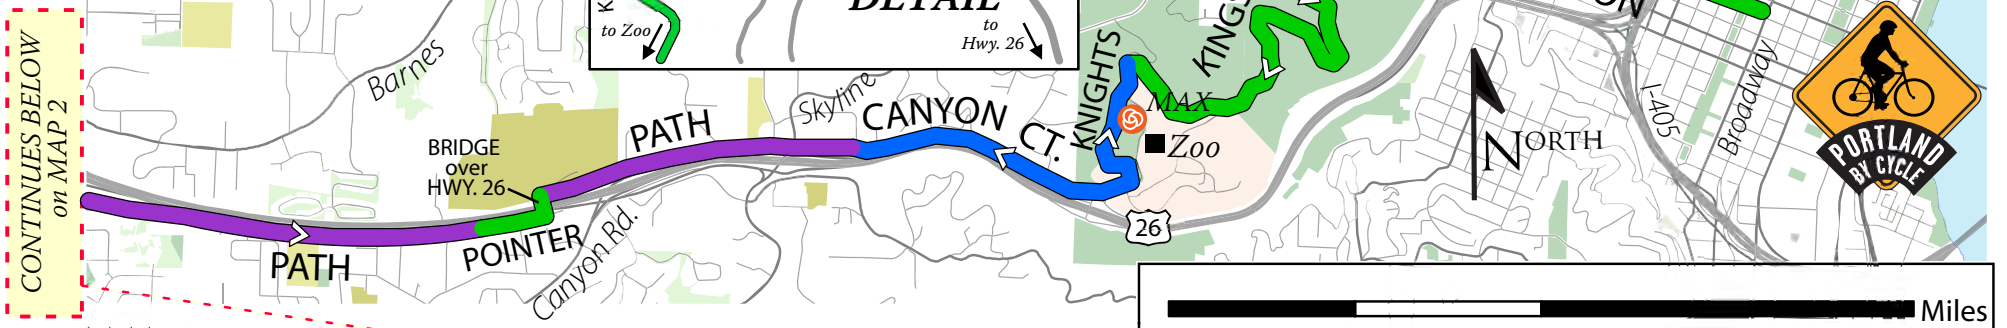 CONTINUES BELOW
on MAP 2
Barnes
to Zoo
DETAIL
to
Hwy. 26
BRIDGE
over
HWY. 26
PATH
POINTER
PATH
Canyon Rd.
Skyline
CANYON
CT.
KNIGHTS
MAX
Zoo
26
NORTH
I-405
Broadway
PORTLAND
BY CYCLE
Miles